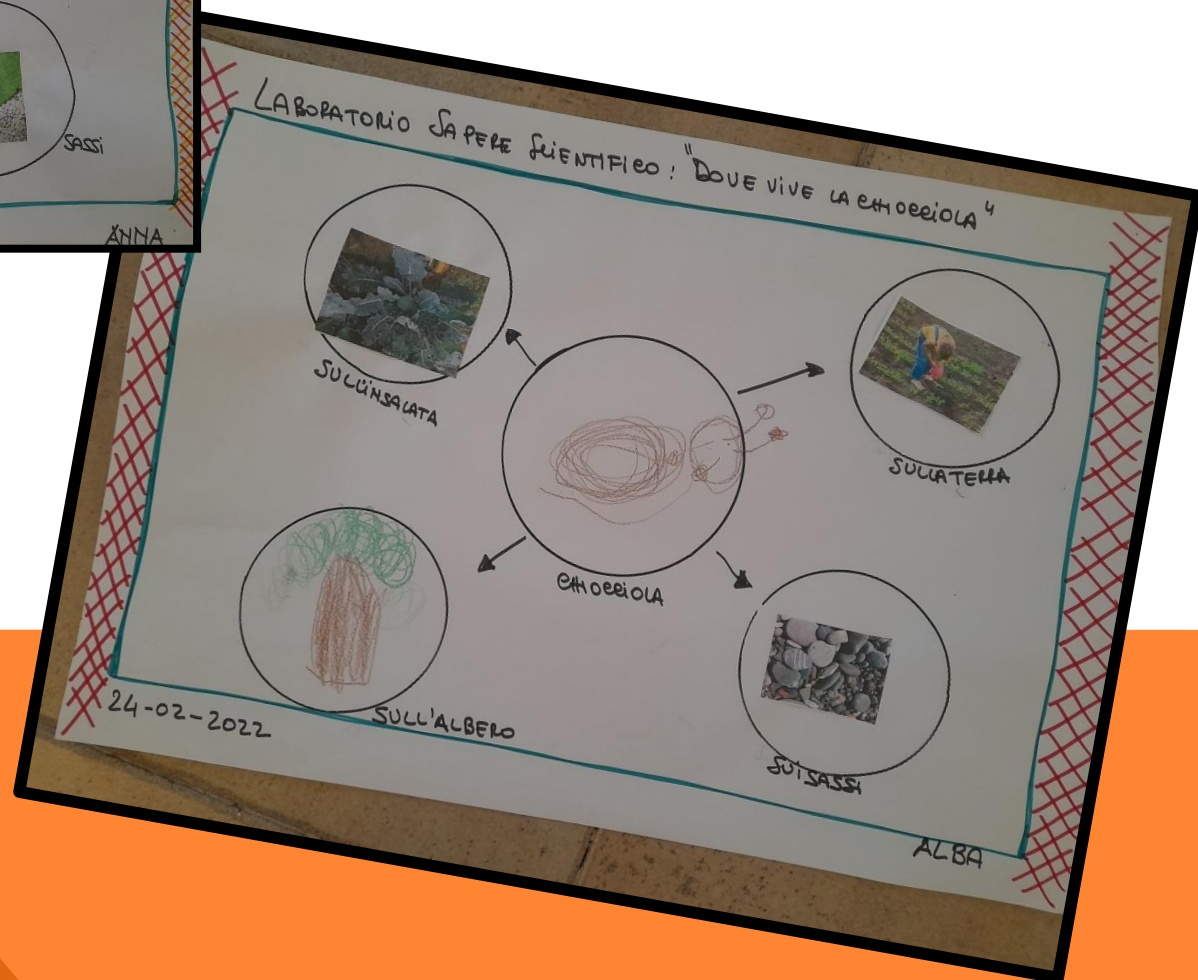 SASSI
ANNA
LABORATORIO SAPERE SCIENTIFICO: "DOVE VIVE LA CHIOCCIOLA"
SULL'INSALATA
SULLA TERRA
CHIOCCIOLA
SULL'ALBERO
SUI SASSI
24-02-2022
ALBA